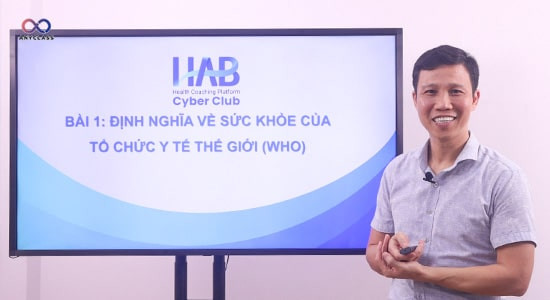 ANYCLASS
HAB
Health Coaching Platform
Cyber Club
BÀI 1: ĐỊNH NGHĨA VỀ SỨC KHỎE CỦA
TỔ CHỨC Y TẾ THẾ GIỚI (WHO)